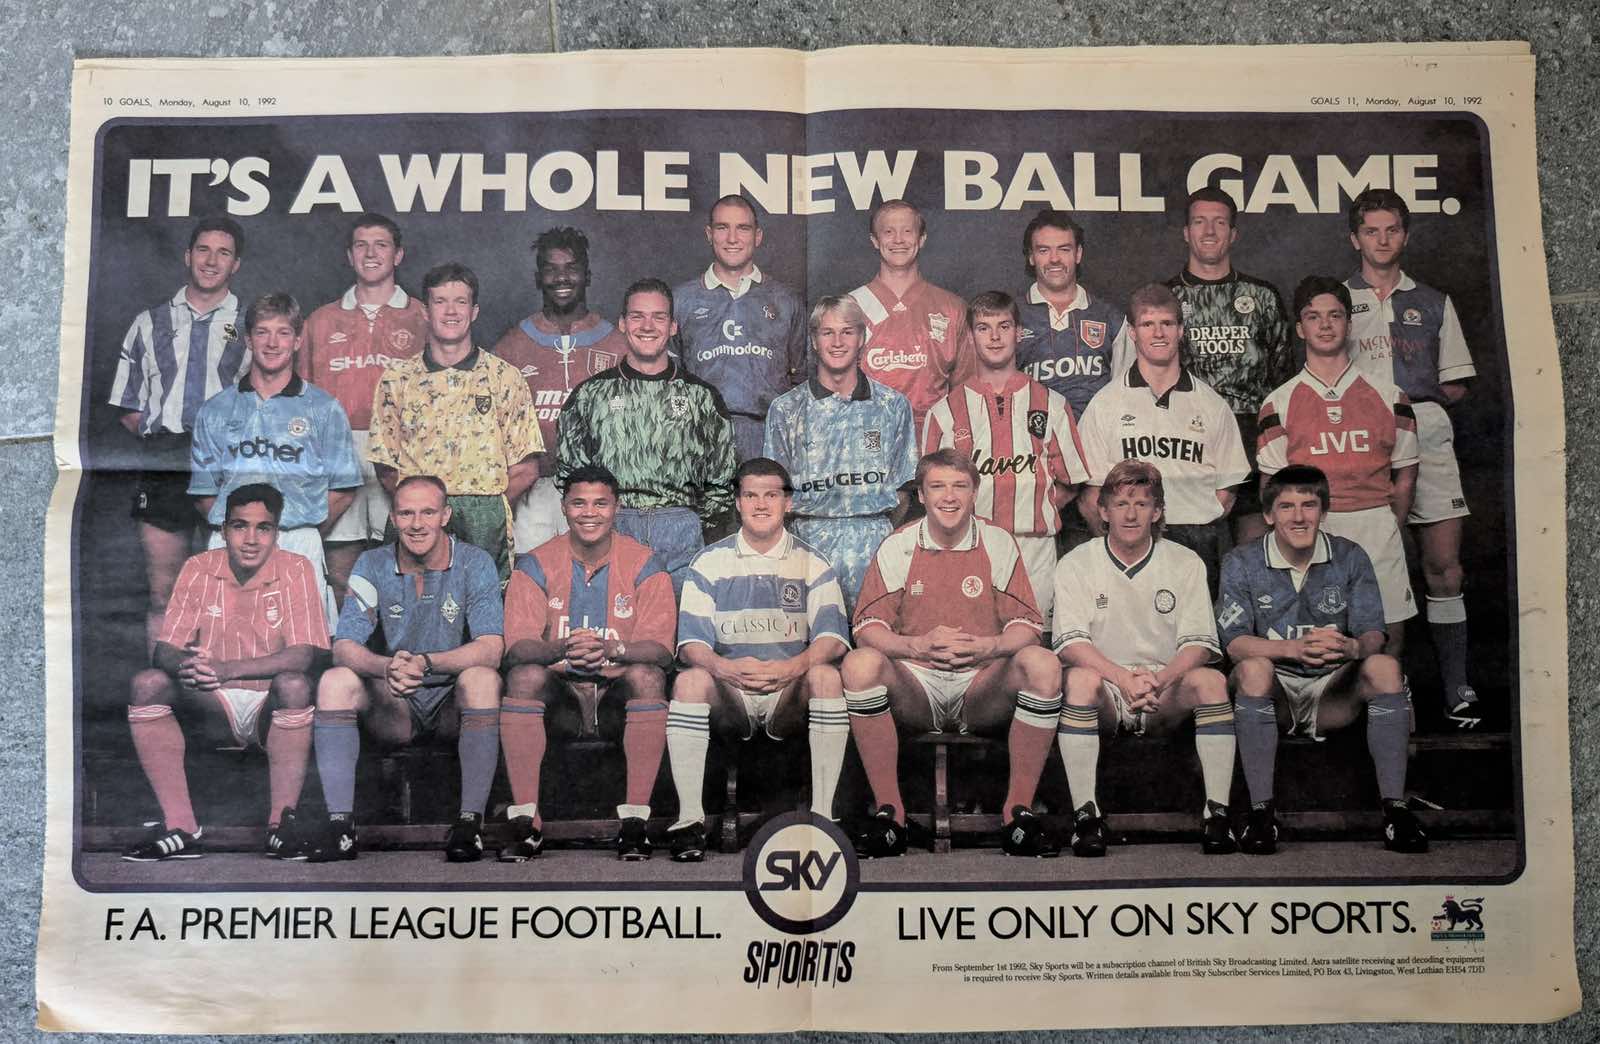 10 GOALS, Monday, August 10, 1992
GOALS 11, Monday, August 10, 1992
IT'S A WHOLE NEW BALL GAME.
Commodore
Carlsberg
DRAPER
TOOLS
SHARP
ISONS
brother
PEUGEOT
Laver
HOLSTEN
JVC
CLASSIC
SKY
SPORTS
F.A. PREMIER LEAGUE FOOTBALL.
LIVE ONLY ON SKY SPORTS.
From September 1st 1992, Sky Sports will be a subscription channel of British Sky Broadcasting Limited. Astra satellite receiving and decoding equipment
is required to receive Sky Sports. Written details available from Sky Subscriber Services Limited, PO Box 43, Livingston, West Lothian EH54 7DD